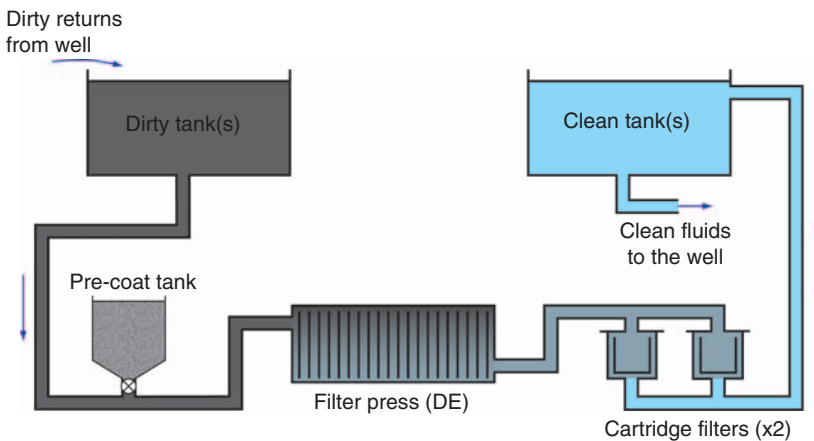 Dirty returns
from well
Dirty tank(s)
Clean tank(s)
Clean fluids
to the well
Pre-coat tank
Filter press (DE)
Cartridge filters (x2)